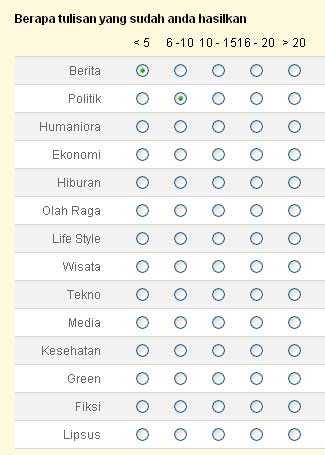 Berapa tulisan yang sudah anda hasilkan
< 5 6 -10 10 - 15 16 - 20 > 20
Berita
Politik
Humaniora
Ekonomi
Hiburan
Olah Raga
Life Style
Wisata
Tekno
Media
Kesehatan
Green
Fiksi
Lipsus